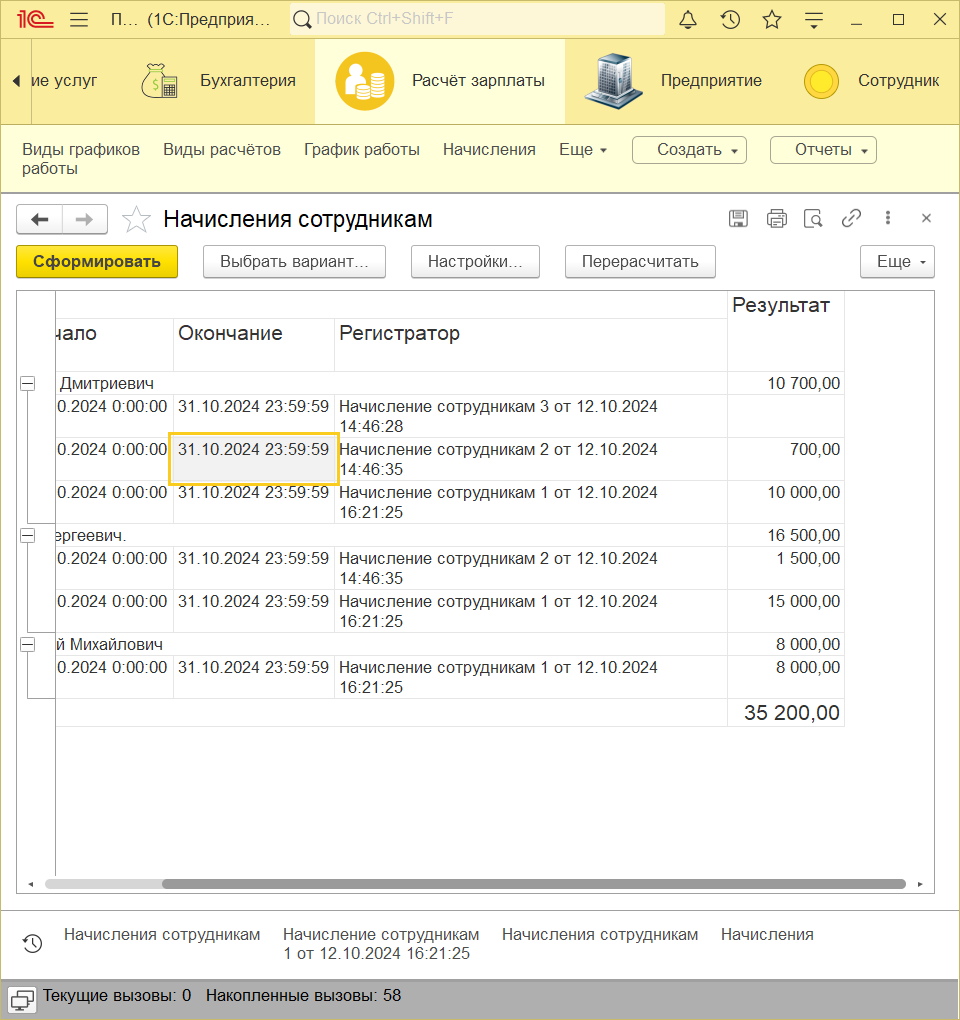 1С П... (1С:Предприя... Поиск Ctrl+Shift+F
ие услуг Бухгалтерия Расчёт зарплаты Предприятие Сотрудник
Виды графиков работы Виды расчётов График работы Начисления Еще Создать Отчеты
Начисления сотрудникам
Сформировать Выбрать вариант... Настройки... Перерасчитать Еще
Результат
чало Окончание Регистратор
Дмитриевич 10 700,00
0.2024 0:00:00 31.10.2024 23:59:59 Начисление сотрудникам 3 от 12.10.2024
14:46:28
0.2024 0:00:00 31.10.2024 23:59:59 Начисление сотрудникам 2 от 12.10.2024 700,00
14:46:35
0.2024 0:00:00 31.10.2024 23:59:59 Начисление сотрудникам 1 от 12.10.2024 10 000,00
16:21:25
ергеевич. 16 500,00
0.2024 0:00:00 31.10.2024 23:59:59 Начисление сотрудникам 2 от 12.10.2024 1 500,00
14:46:35
0.2024 0:00:00 31.10.2024 23:59:59 Начисление сотрудникам 1 от 12.10.2024 15 000,00
16:21:25
й Михайлович 8 000,00
0.2024 0:00:00 31.10.2024 23:59:59 Начисление сотрудникам 1 от 12.10.2024 8 000,00
16:21:25
35 200,00
Начисления сотрудникам Начисление сотрудникам 1 от 12.10.2024 16:21:25 Начисления сотрудникам Начисления
Текущие вызовы: 0 Накопленные вызовы: 58